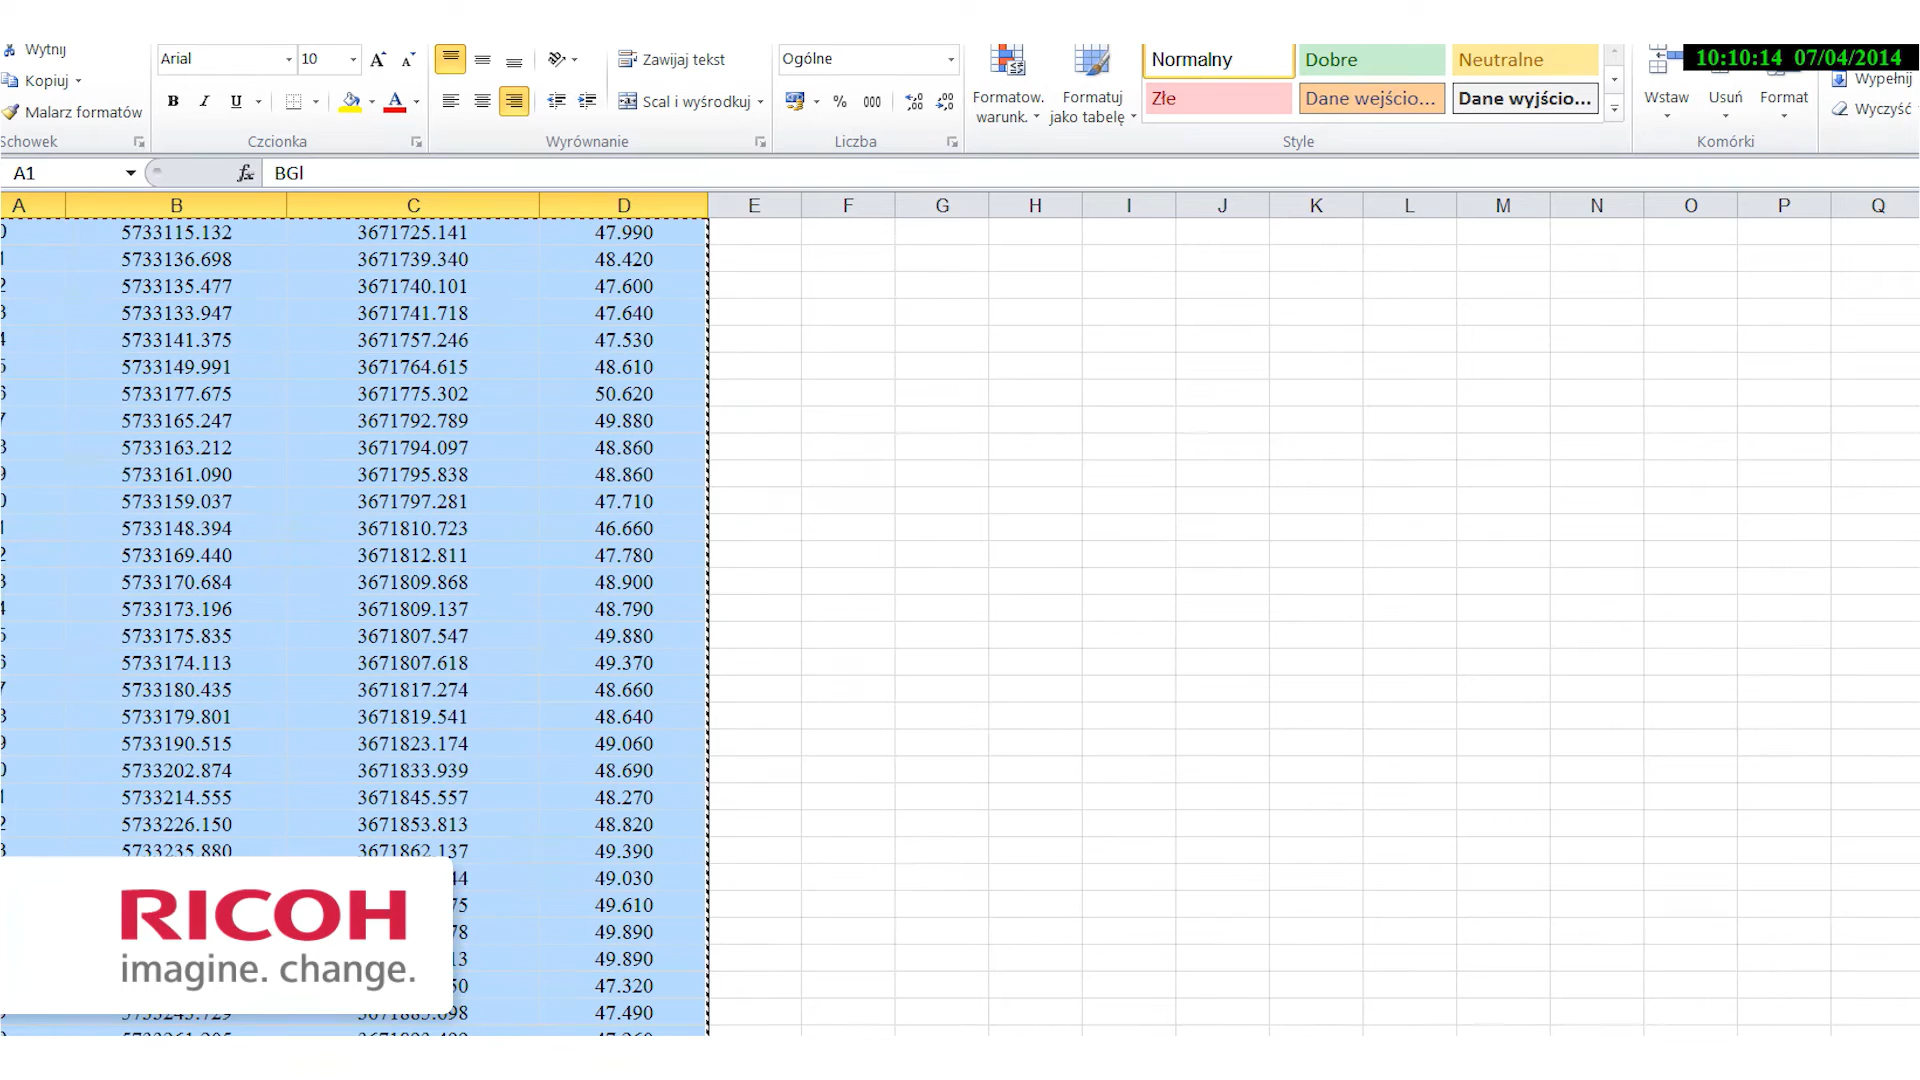 Wytnij
Kopiuj
Malarz formatów
Schowek
Arial 10
B I U A
Czcionka
Zawijaj tekst
Scal i wyśrodkuj
Wyrównanie
Ogólne
% 000
Liczba
Formatow. warunk.
Formatuj jako tabelę
Normalny Dobre Neutralne
Złe Dane wejścio... Dane wyjścio...
Style
Wstaw Usuń Format
Komórki
10:10:14 07/04/2014
Wypełnij
Wyczyść
A1 fx BGl
A B C D E F G H I J K L M N O P Q
5733115.132 3671725.141 47.990
5733136.698 3671739.340 48.420
5733135.477 3671740.101 47.600
5733133.947 3671741.718 47.640
5733141.375 3671757.246 47.530
5733149.991 3671764.615 48.610
5733177.675 3671775.302 50.620
5733165.247 3671792.789 49.880
5733163.212 3671794.097 48.860
5733161.090 3671795.838 48.860
5733159.037 3671797.281 47.710
5733148.394 3671810.723 46.660
5733169.440 3671812.811 47.780
5733170.684 3671809.868 48.900
5733173.196 3671809.137 48.790
5733175.835 3671807.547 49.880
5733174.113 3671807.618 49.370
5733180.435 3671817.274 48.660
5733179.801 3671819.541 48.640
5733190.515 3671823.174 49.060
5733202.874 3671833.939 48.690
5733214.555 3671845.557 48.270
5733226.150 3671853.813 48.820
5733235.880 3671862.137 49.390
44 49.030
75 49.610
78 49.890
13 49.890
50 47.320
47.490
RICOH
imagine. change.